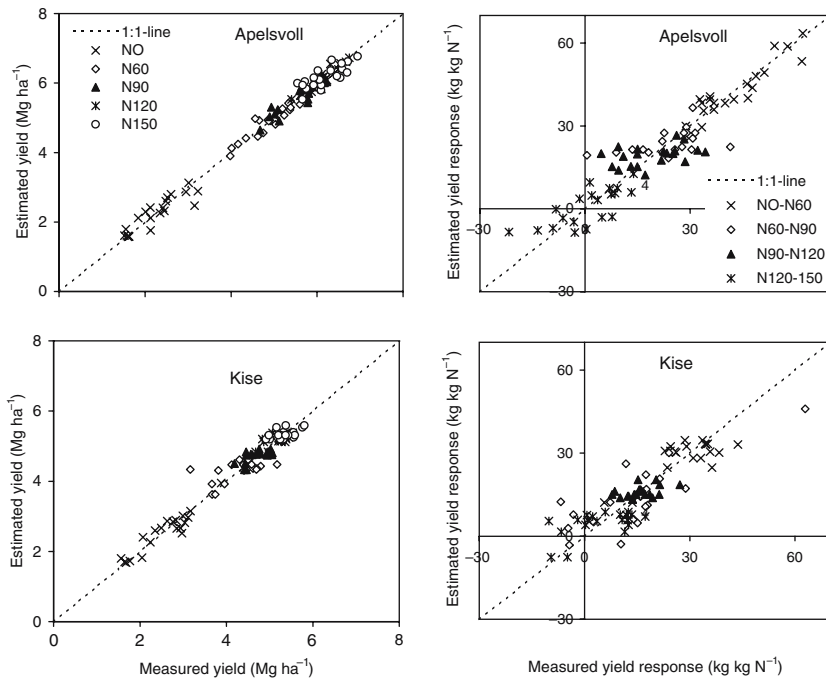 8
6
4
2
0
Estimated yield (Mg ha⁻¹)
1:1-line
NO
N60
N90
N120
N150
Apelsvoll
60
30
0
−30
−30
0
30
Estimated yield response (kg kg N⁻¹)
Apelsvoll
4
1:1-line
NO-N60
N60-N90
N90-N120
N120-150
8
6
4
2
0
0
2
4
6
8
Estimated yield (Mg ha⁻¹)
Kise
Measured yield (Mg ha⁻¹)
60
30
0
−30
−30
0
30
60
Estimated yield response (kg kg N⁻¹)
Kise
Measured yield response (kg kg N⁻¹)